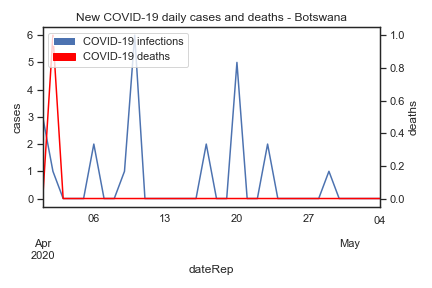 New COVID-19 daily cases and deaths - Botswana
COVID-19 infections
COVID-19 deaths
cases
6
5
4
3
2
1
0
deaths
1.0
0.8
0.6
0.4
0.2
0.0
06
13
20
27
04
Apr
2020
May
dateRep